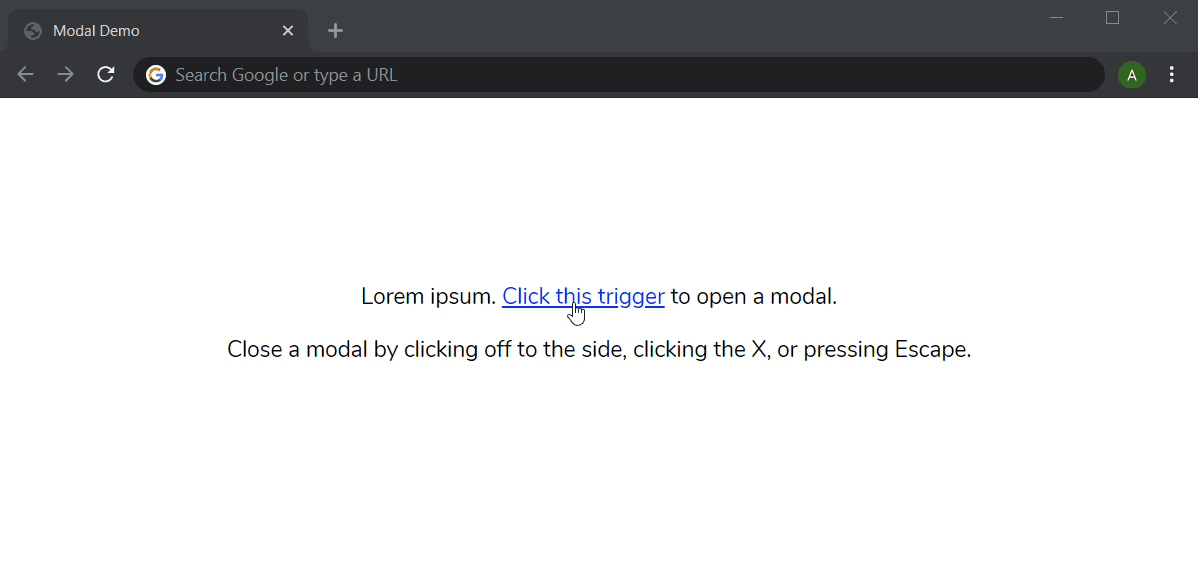 Modal Demo
Search Google or type a URL
A
Lorem ipsum. Click this trigger to open a modal.
Close a modal by clicking off to the side, clicking the X, or pressing Escape.